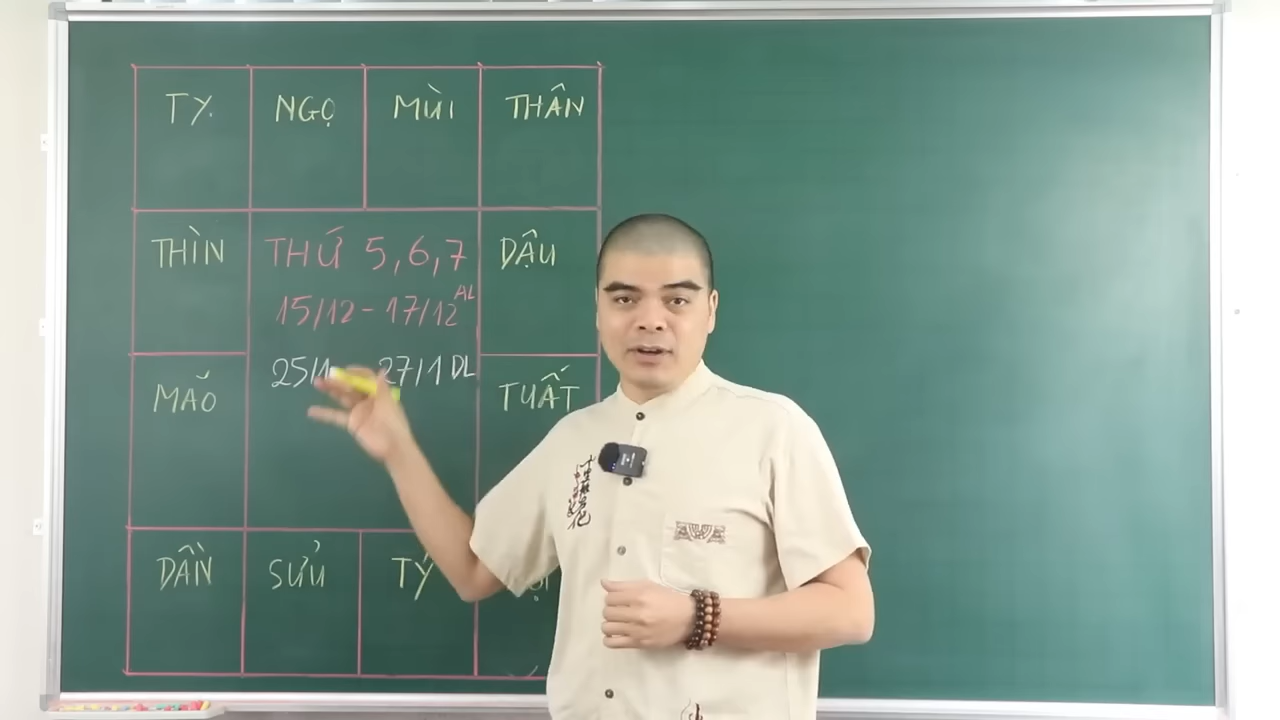 TỴ NGỌ MÙI THÂN
THÌN THỨ 5,6,7 DẬU
15/12 - 17/12 AL
25/1 - 27/1 DL
MÃO TUẤT
DẦN SỬU TÝ